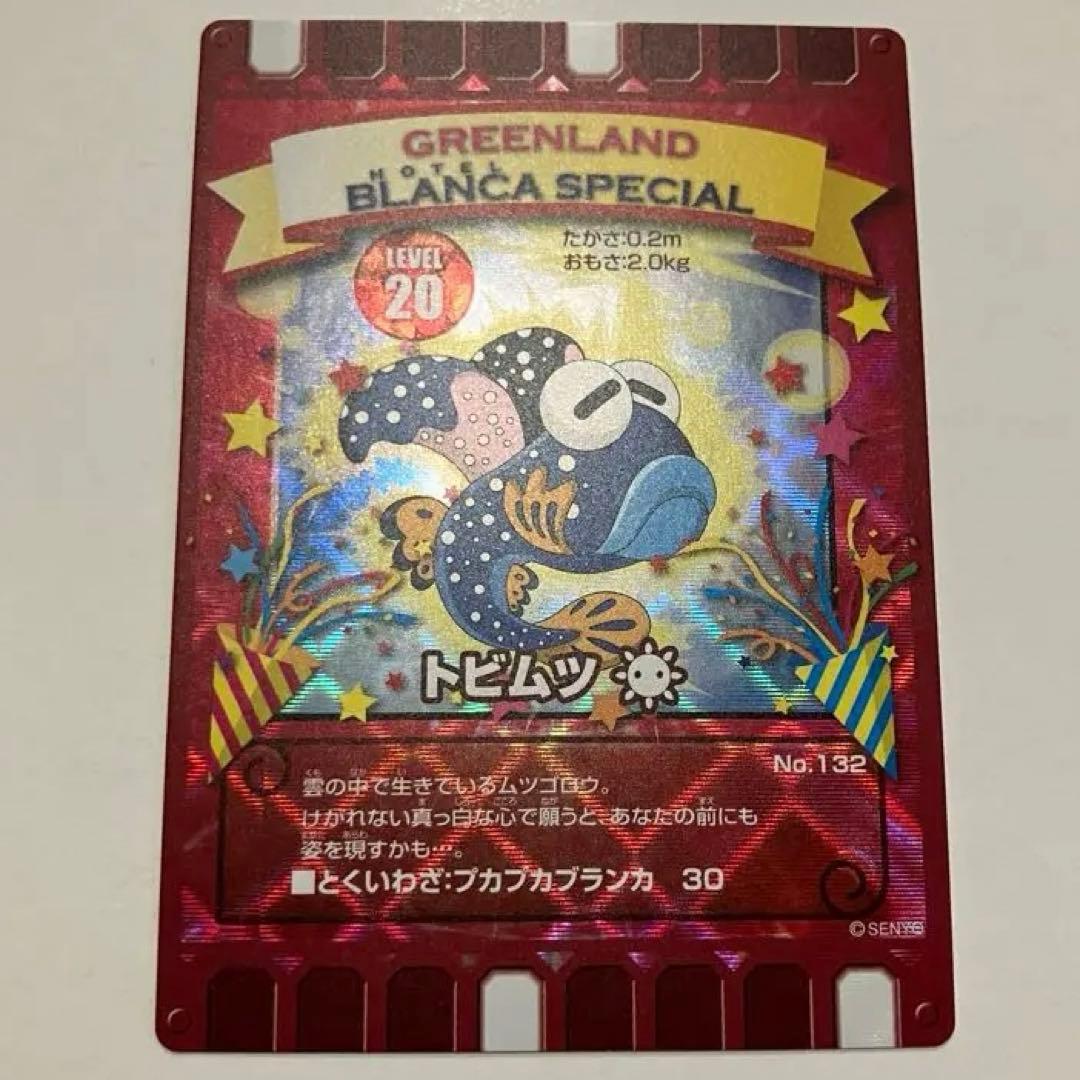 GREENLAND
HOTEL
BLANCA SPECIAL
たかさ:0.2m
おもさ:2.0kg
LEVEL
20
トビムツ
No.132
雲の中で生きているムツゴロウ。
けがれない真っ白な心で願うと、あなたの前にも
姿を現すかも…。
■とくいわざ:プカプカブランカ 30
©SENYO